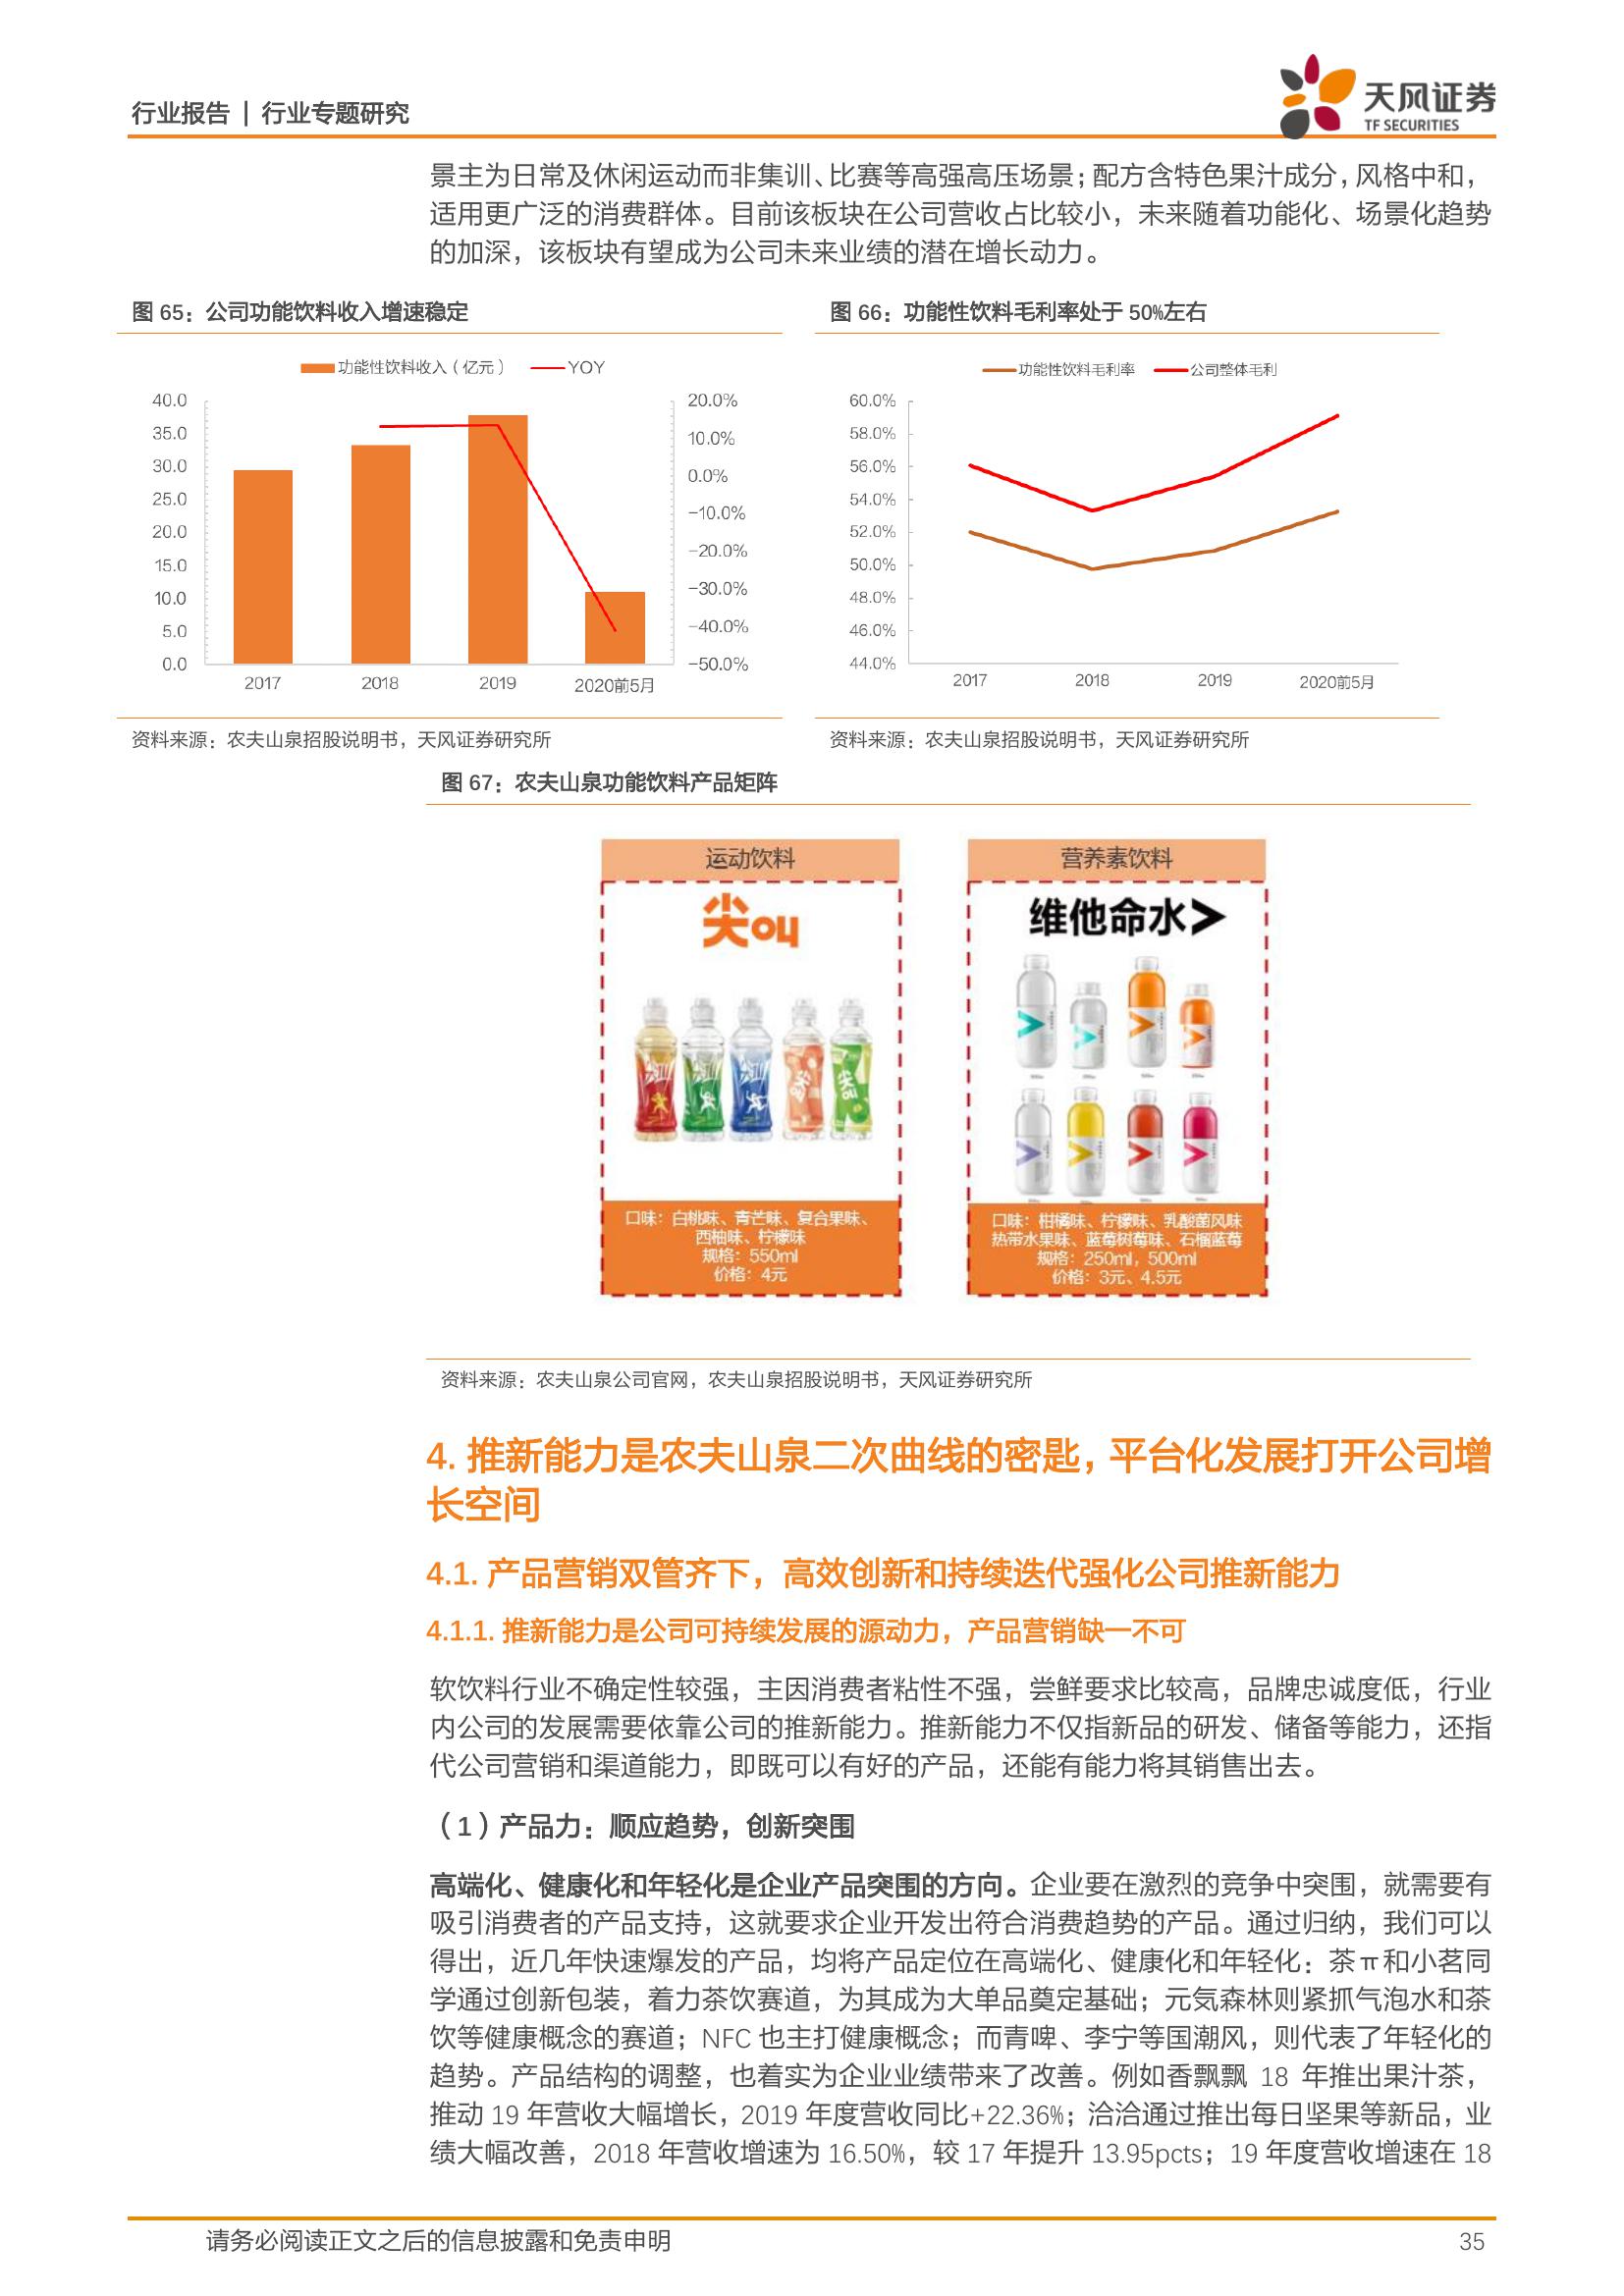 行业报告 | 行业专题研究
天风证券
TF SECURITIES
景主为日常及休闲运动而非集训、比赛等高强高压场景；配方含特色果汁成分，风格中和，
适用更广泛的消费群体。目前该板块在公司营收占比较小，未来随着功能化、场景化趋势
的加深，该板块有望成为公司未来业绩的潜在增长动力。
图 65：公司功能饮料收入增速稳定
功能性饮料收入（亿元） YOY
40.0
35.0
30.0
25.0
20.0
15.0
10.0
5.0
0.0
20.0%
10.0%
0.0%
-10.0%
-20.0%
-30.0%
-40.0%
-50.0%
2017 2018 2019 2020前5月
资料来源：农夫山泉招股说明书，天风证券研究所
图 66：功能性饮料毛利率处于 50%左右
功能性饮料毛利率 公司整体毛利
60.0%
58.0%
56.0%
54.0%
52.0%
50.0%
48.0%
46.0%
44.0%
2017 2018 2019 2020前5月
资料来源：农夫山泉招股说明书，天风证券研究所
图 67：农夫山泉功能饮料产品矩阵
运动饮料
尖叫
口味：白桃味、青芒味、复合果味、
西柚味、柠檬味
规格：550ml
价格：4元
营养素饮料
维他命水
口味：柑橘味、柠檬味、乳酸菌风味
热带水果味、蓝莓树莓味、石榴蓝莓
规格：250ml，500ml
价格：3元、4.5元
资料来源：农夫山泉公司官网，农夫山泉招股说明书，天风证券研究所
4. 推新能力是农夫山泉二次曲线的密匙，平台化发展打开公司增
长空间
4.1. 产品营销双管齐下，高效创新和持续迭代强化公司推新能力
4.1.1. 推新能力是公司可持续发展的源动力，产品营销缺一不可
软饮料行业不确定性较强，主因消费者粘性不强，尝鲜要求比较高，品牌忠诚度低，行业
内公司的发展需要依靠公司的推新能力。推新能力不仅指新品的研发、储备等能力，还指
代公司营销和渠道能力，即既可以有好的产品，还能有能力将其销售出去。
（1）产品力：顺应趋势，创新突围
高端化、健康化和年轻化是企业产品突围的方向。企业要在激烈的竞争中突围，就需要有
吸引消费者的产品支持，这就要求企业开发出符合消费趋势的产品。通过归纳，我们可以
得出，近几年快速爆发的产品，均将产品定位在高端化、健康化和年轻化：茶π和小茗同
学通过创新包装，着力茶饮赛道，为其成为大单品奠定基础；元気森林则紧抓气泡水和茶
饮等健康概念的赛道；NFC 也主打健康概念；而青啤、李宁等国潮风，则代表了年轻化的
趋势。产品结构的调整，也着实为企业业绩带来了改善。例如香飘飘 18 年推出果汁茶，
推动 19 年营收大幅增长，2019 年度营收同比+22.36%；洽洽通过推出每日坚果等新品，业
绩大幅改善，2018 年营收增速为 16.50%，较 17 年提升 13.95pcts；19 年度营收增速在 18
请务必阅读正文之后的信息披露和免责申明
35